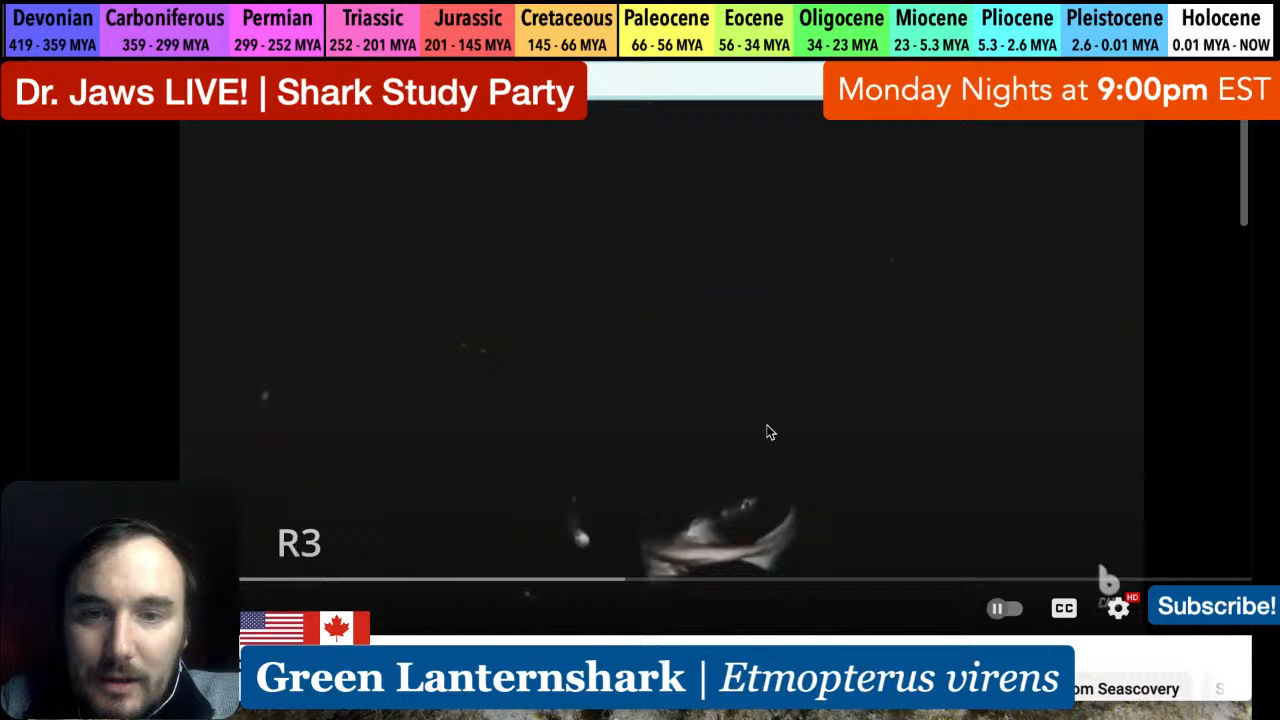 Devonian Carboniferous Permian Triassic Jurassic Cretaceous Paleocene Eocene Oligocene Miocene Pliocene Pleistocene Holocene
419 - 359 MYA 359 - 299 MYA 299 - 252 MYA 252 - 201 MYA 201 - 145 MYA 145 - 66 MYA 66 - 56 MYA 56 - 34 MYA 34 - 23 MYA 23 - 5.3 MYA 5.3 - 2.6 MYA 2.6 - 0.01 MYA 0.01 MYA - NOW
Dr. Jaws LIVE! | Shark Study Party
Monday Nights at 9:00pm EST
R3
b
CC
HD
Subscribe!
Green Lanternshark | Etmopterus virens
om Seascovery